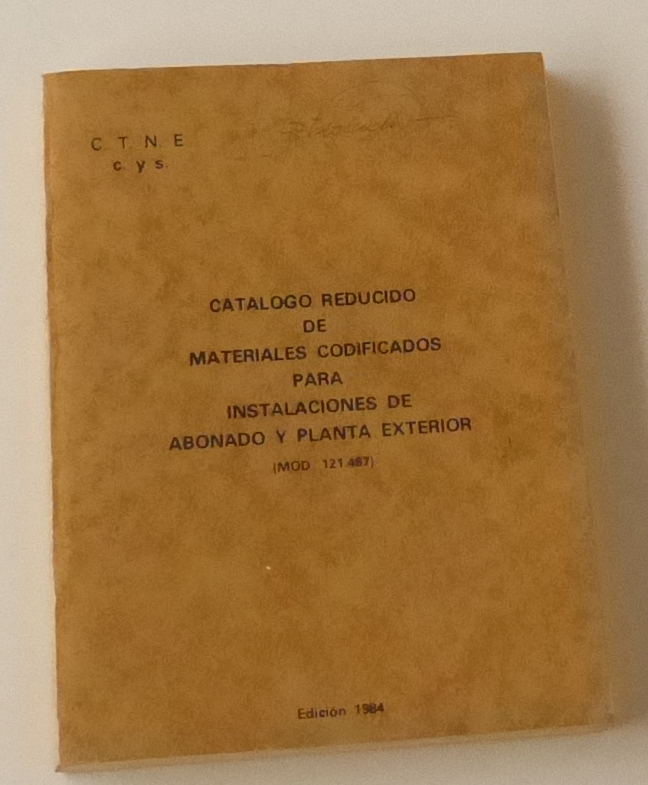 C. T. N. E
c. y s.
CATALOGO REDUCIDO
DE
MATERIALES CODIFICADOS
PARA
INSTALACIONES DE
ABONADO Y PLANTA EXTERIOR
(MOD 121.487)
Edición 1984